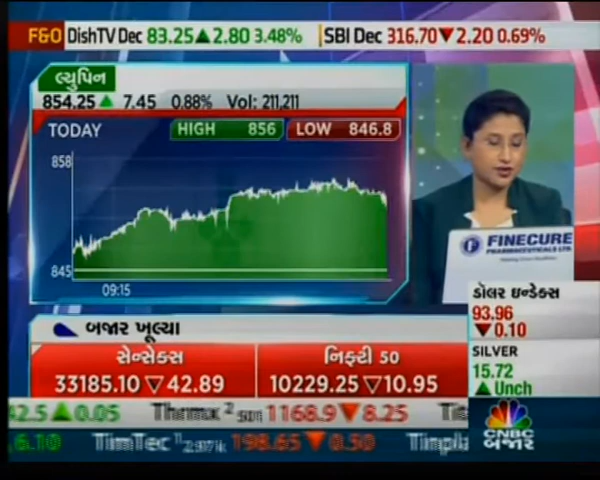 F&O DishTV Dec 83.25▲2.80 3.48% SBI Dec 316.70▼2.20 0.69%
લ્યુપિન
854.25▲ 7.45 0.88% Vol: 211,211
TODAY HIGH 856 LOW 846.8
858
845
09:15
FINECURE
PHARMACEUTICALS LTD.
ડૉલર ઇન્ડેક્સ
93.96
▼0.10
SILVER
15.72
▲Unch
બજાર ખૂલ્યા
સેન્સેક્સ નિફ્ટી 50
33185.10▽42.89 10229.25▽10.95
42.5▲0.05 1168.9▼8.25
6.10 TimTec 198.65▼0.50
CNBC
બજાર